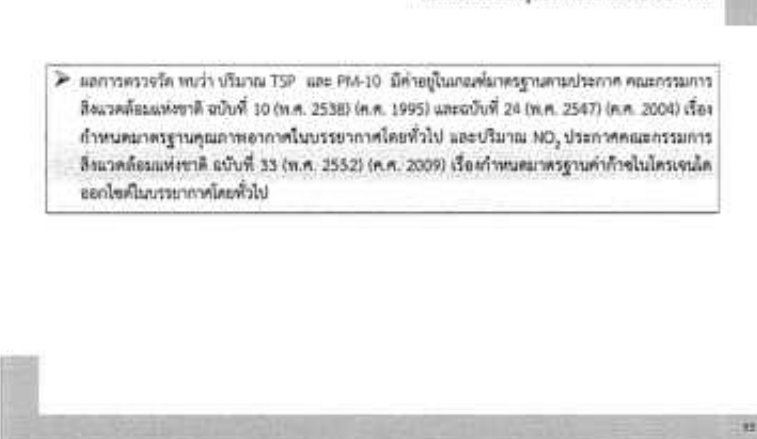 ➤ ผลการตรวจวัด พบว่า ปริมาณ TSP และ PM-10 มีค่าอยู่ในเกณฑ์มาตรฐานตามประกาศ คณะกรรมการ
สิ่งแวดล้อมแห่งชาติ ฉบับที่ 10 (พ.ศ. 2538) (ค.ศ. 1995) และฉบับที่ 24 (พ.ศ. 2547) (ค.ศ. 2004) เรื่อง
กำหนดมาตรฐานคุณภาพอากาศในบรรยากาศโดยทั่วไป และปริมาณ NO₂ ประกาศคณะกรรมการ
สิ่งแวดล้อมแห่งชาติ ฉบับที่ 33 (พ.ศ. 2552) (ค.ศ. 2009) เรื่องกำหนดมาตรฐานค่าก๊าซไนโตรเจนได
ออกไซด์ในบรรยากาศโดยทั่วไป